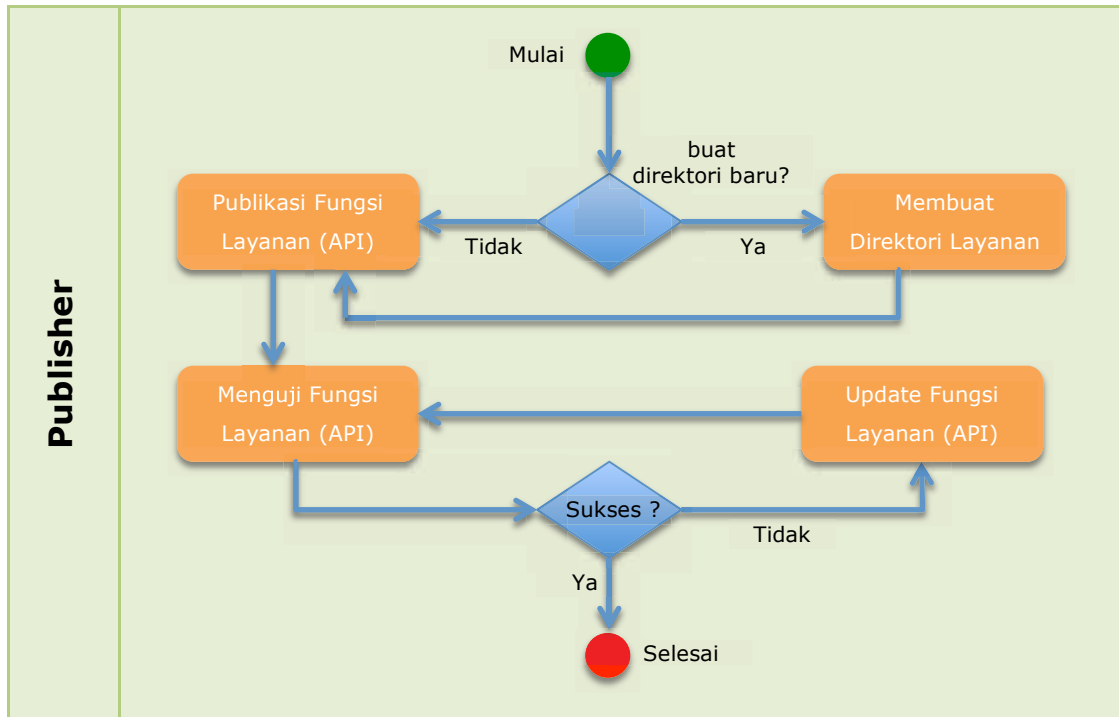 Publisher
Mulai
buat
direktori baru?
Publikasi Fungsi
Layanan (API)
Tidak
Ya
Membuat
Direktori Layanan
Menguji Fungsi
Layanan (API)
Update Fungsi
Layanan (API)
Sukses ?
Tidak
Ya
Selesai